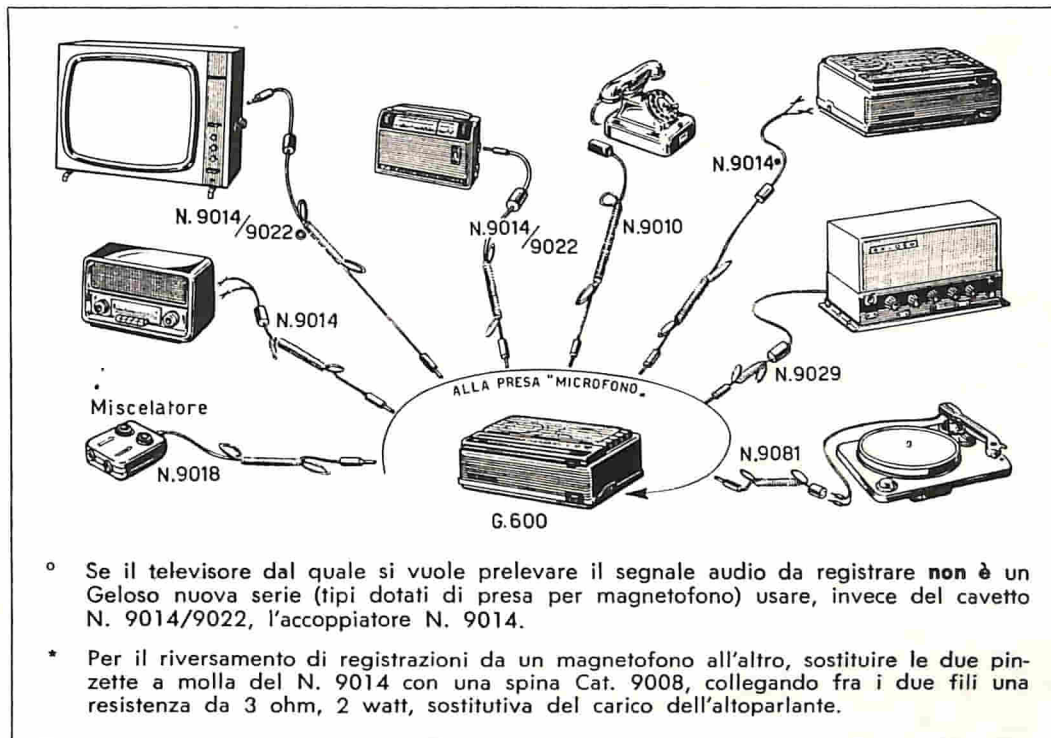 N. 9014
/9022°
N.9014
/9022
N.9010
N.9014*
N.9014
N.9029
ALLA PRESA "MICROFONO„
Miscelatore
N.9018
N.9081
G.600
° Se il televisore dal quale si vuole prelevare il segnale audio da registrare non è un
Geloso nuova serie (tipi dotati di presa per magnetofono) usare, invece del cavetto
N. 9014/9022, l'accoppiatore N. 9014.
* Per il riversamento di registrazioni da un magnetofono all'altro, sostituire le due pin-
zette a molla del N. 9014 con una spina Cat. 9008, collegando fra i due fili una
resistenza da 3 ohm, 2 watt, sostitutiva del carico dell'altoparlante.